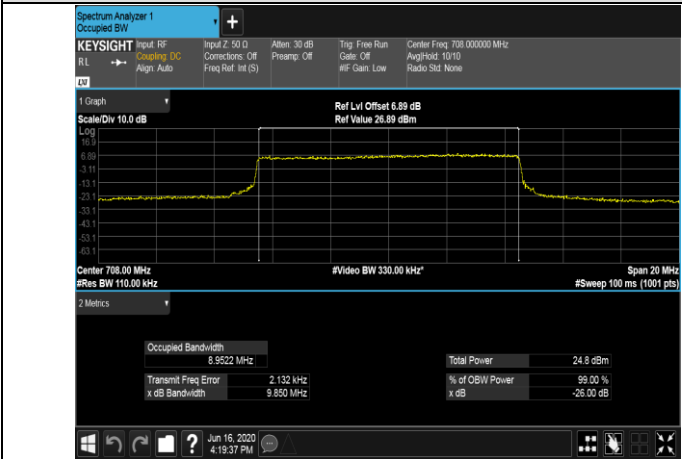 Spectrum Analyzer 1
Occupied BW
+
KEYSIGHT Input: RF Input Z: 50 Ω Atten: 30 dB Trig: Free Run Center Freq: 708.000000 MHz
RL Coupling: DC Corrections: Off Preamp: Off Gate: Off Avg|Hold: 10/10
Align: Auto Freq Ref: Int (S) #IF Gain: Low Radio Std: None
LXI
1 Graph
Ref Lvl Offset 6.89 dB
Scale/Div 10.0 dB Ref Value 26.89 dBm
Log
16.9
6.89
-3.11
-13.1
-23.1
-33.1
-43.1
-53.1
-63.1
Center 708.00 MHz #Video BW 330.00 kHz* Span 20 MHz
#Res BW 110.00 kHz #Sweep 100 ms (1001 pts)
2 Metrics
Occupied Bandwidth
8.9522 MHz Total Power 24.8 dBm
Transmit Freq Error 2.132 kHz % of OBW Power 99.00 %
x dB Bandwidth 9.850 MHz x dB -26.00 dB
? Jun 16, 2020
4:19:37 PM